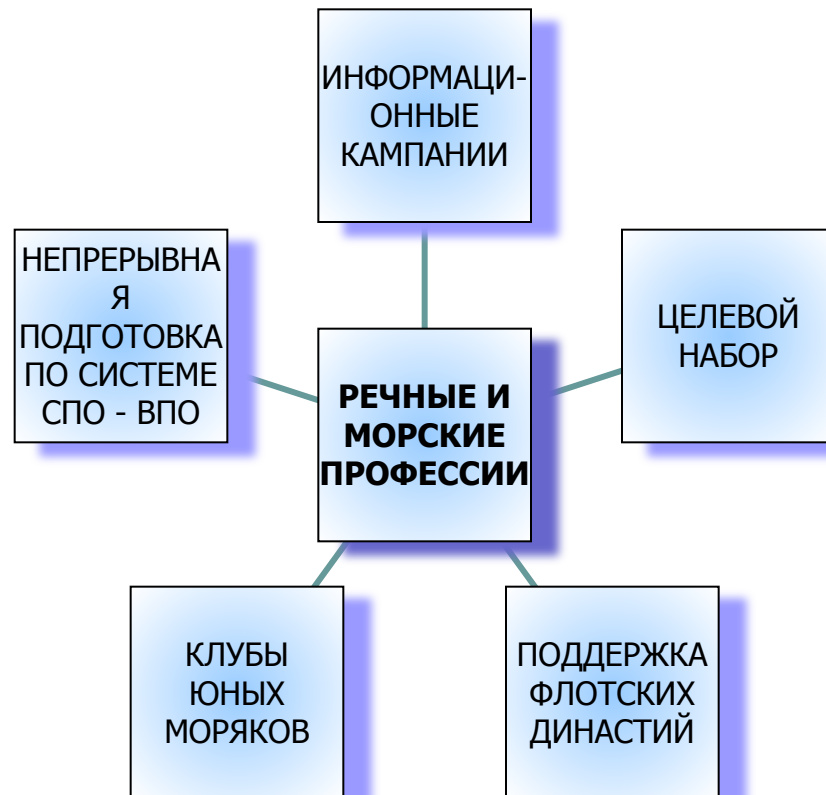 ИНФОРМАЦИ-
ОННЫЕ
КАМПАНИИ
НЕПРЕРЫВНА
Я
ПОДГОТОВКА
ПО СИСТЕМЕ
СПО - ВПО
ЦЕЛЕВОЙ
НАБОР
РЕЧНЫЕ И
МОРСКИЕ
ПРОФЕССИИ
КЛУБЫ
ЮНЫХ
МОРЯКОВ
ПОДДЕРЖКА
ФЛОТСКИХ
ДИНАСТИЙ